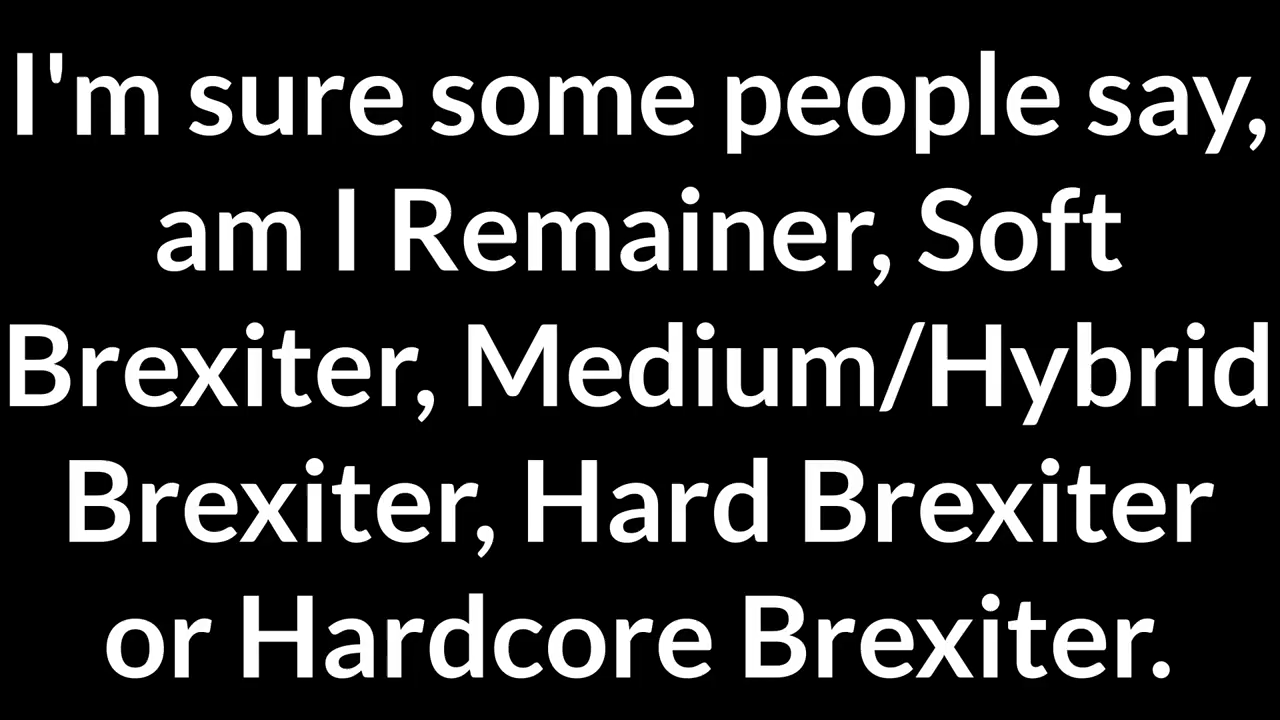 I'm sure some people say,
am I Remainer, Soft
Brexiter, Medium/Hybrid
Brexiter, Hard Brexiter
or Hardcore Brexiter.